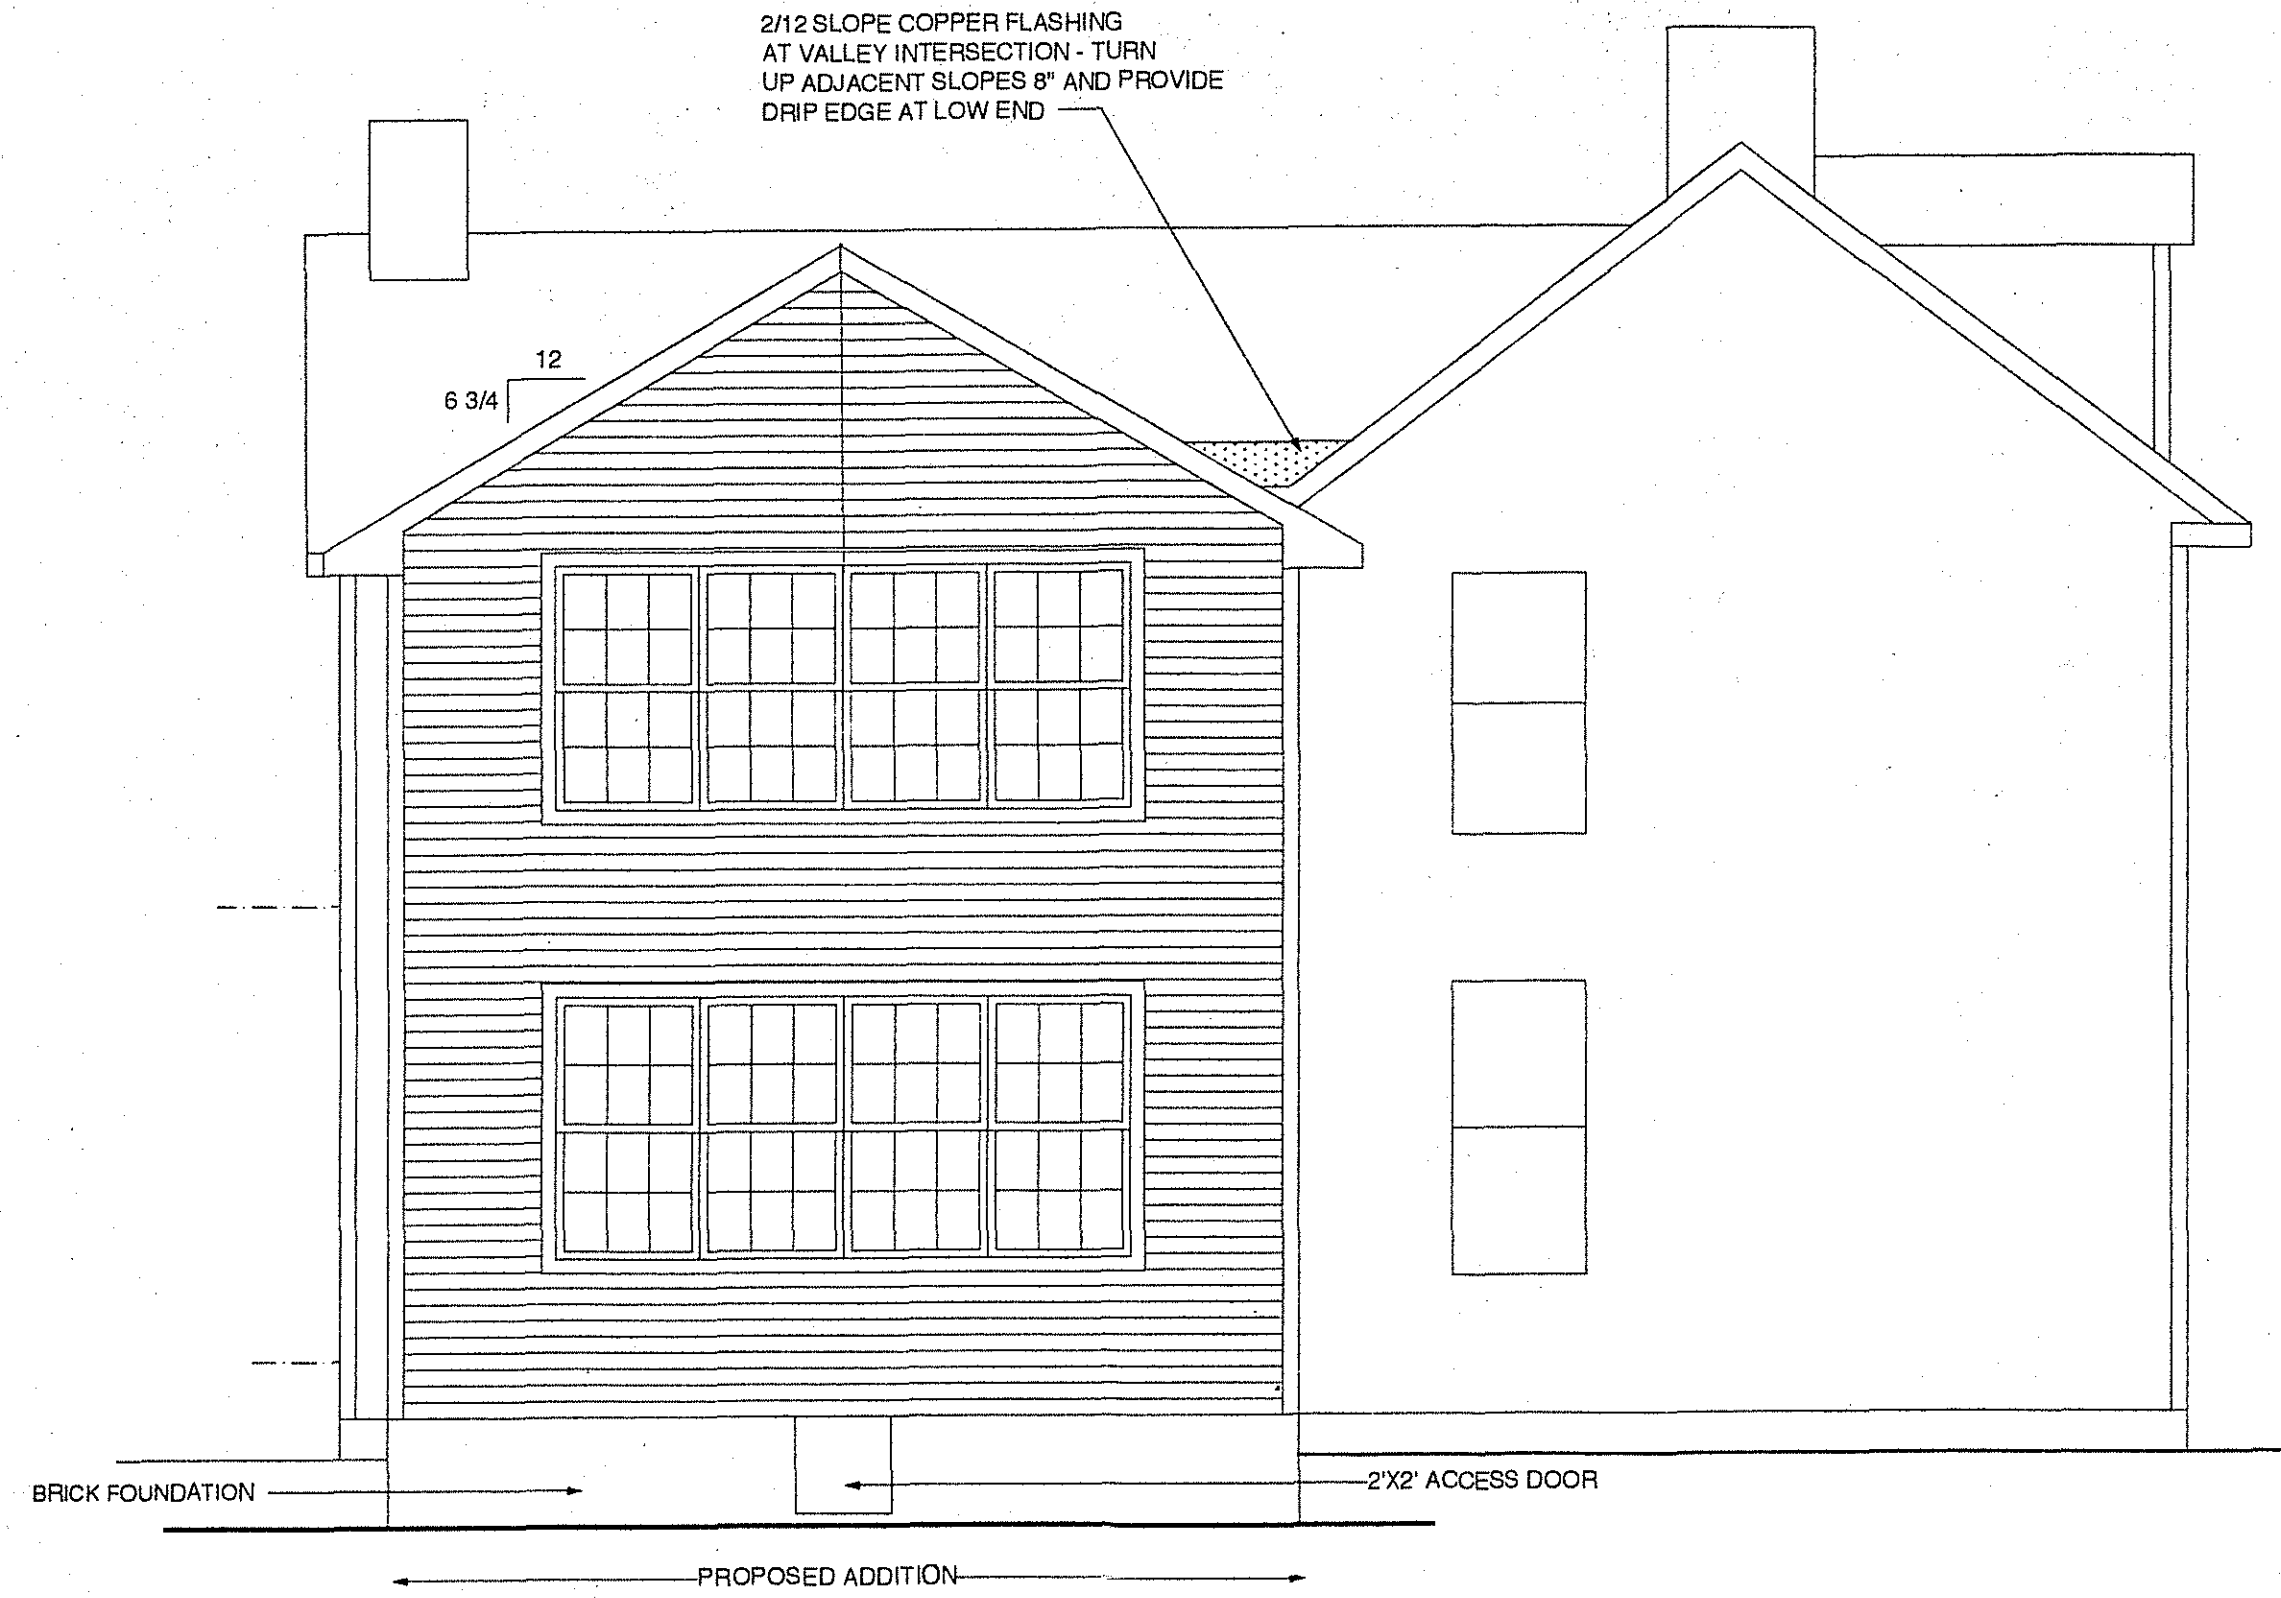 2/12 SLOPE COPPER FLASHING
AT VALLEY INTERSECTION - TURN
UP ADJACENT SLOPES 8" AND PROVIDE
DRIP EDGE AT LOW END
12
6 3/4
BRICK FOUNDATION
2'X2' ACCESS DOOR
PROPOSED ADDITION